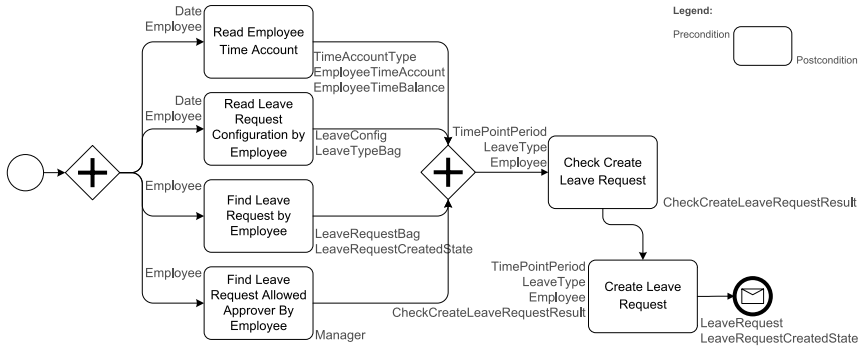 Date
Employee
Read Employee
Time Account
TimeAccountType
EmployeeTimeAccount
EmployeeTimeBalance
Legend:
Precondition
Postcondition
Date
Employee
Read Leave
Request
Configuration by
Employee
LeaveConfig
LeaveTypeBag
Employee
Find Leave
Request by
Employee
LeaveRequestBag
LeaveRequestCreatedState
Employee
Find Leave
Request Allowed
Approver By
Employee
Manager
TimePointPeriod
LeaveType
Employee
Check Create
Leave Request
CheckCreateLeaveRequestResult
TimePointPeriod
LeaveType
Employee
CheckCreateLeaveRequestResult
Create Leave
Request
LeaveRequest
LeaveRequestCreatedState